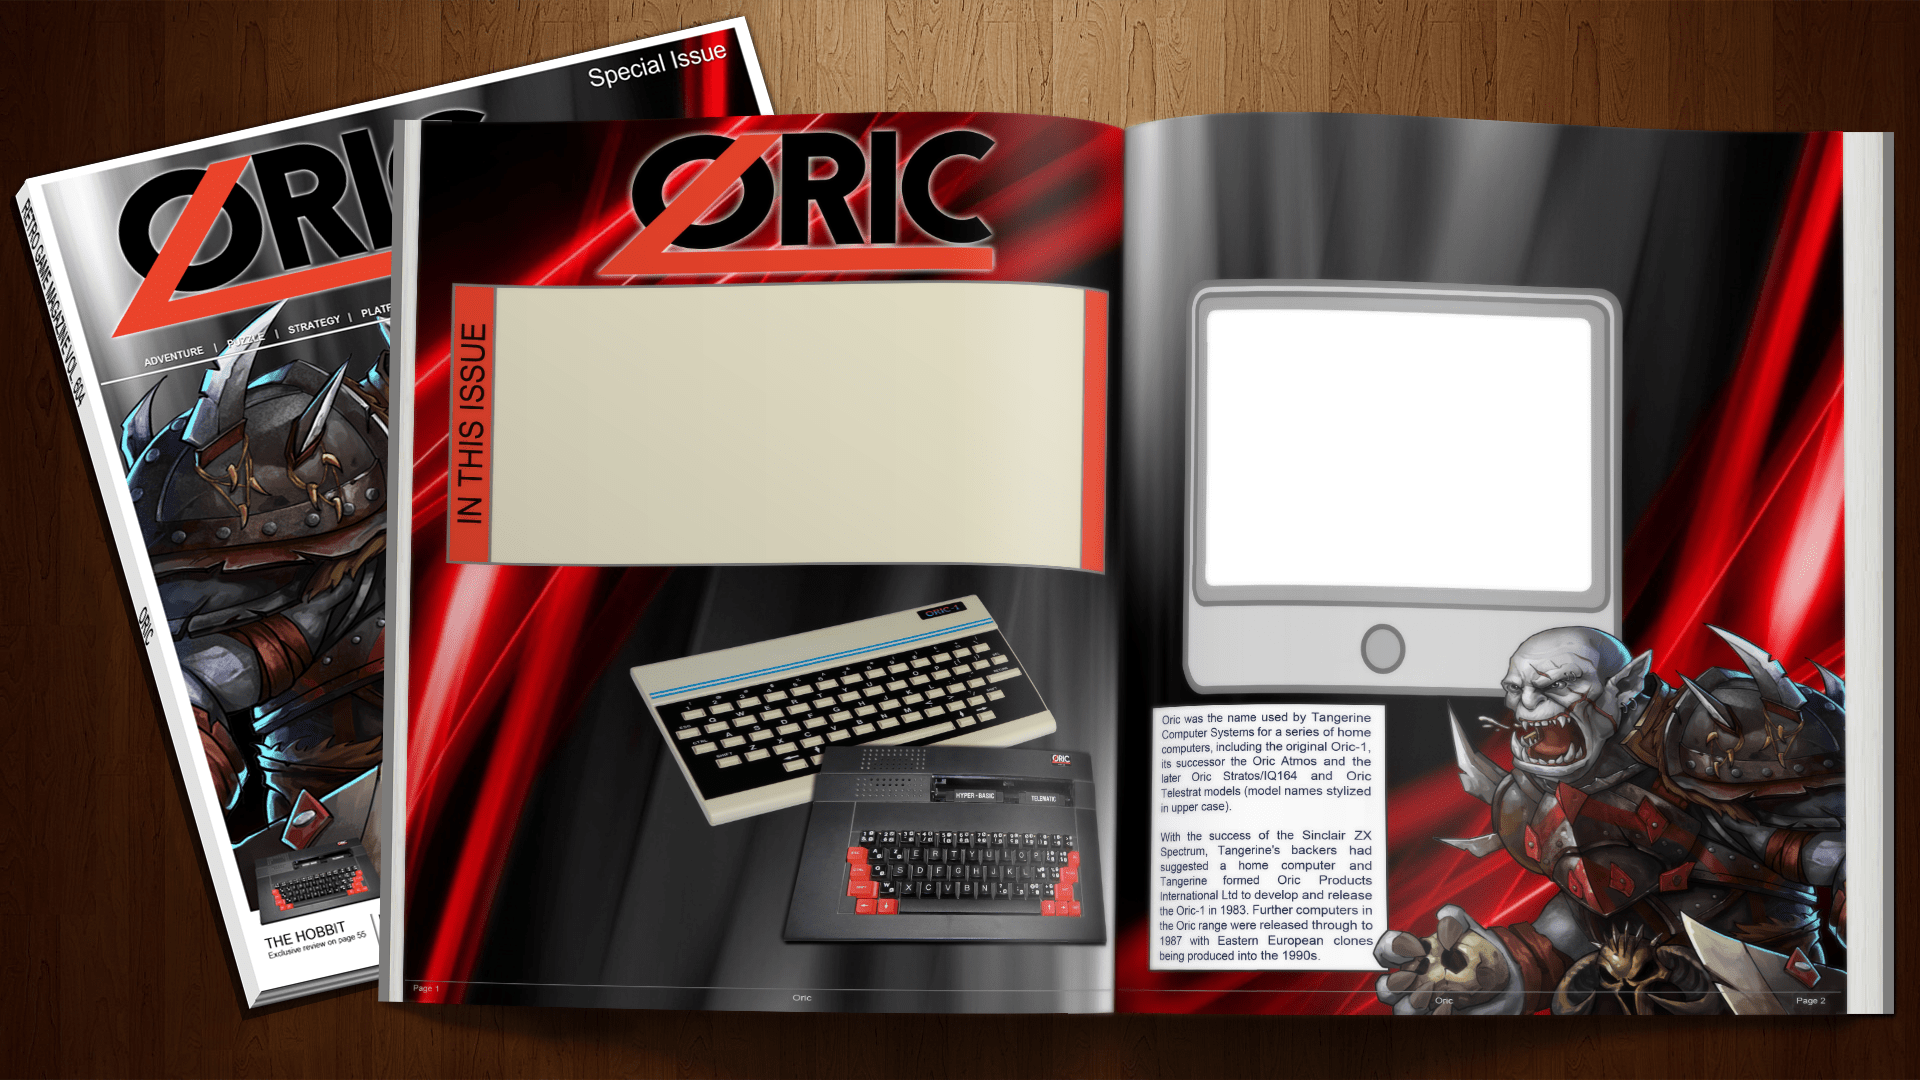 Special Issue
ORIC
ADVENTURE | PUZZLE | STRATEGY | PLATF
RETRO GAME MAGAZINE VOL. 604
ORIC
THE HOBBIT
Exclusive review on page 55
ORIC
IN THIS ISSUE
ORIC-1
ORIC
HYPER-BASIC
TELEMATIC
Page 1
Oric
Oric was the name used by Tangerine
Computer Systems for a series of home
computers, including the original Oric-1,
its successor the Oric Atmos and the
later Oric Stratos/IQ164 and Oric
Telestrat models (model names stylized
in upper case).
With the success of the Sinclair ZX
Spectrum, Tangerine's backers had
suggested a home computer and
Tangerine formed Oric Products
International Ltd to develop and release
the Oric-1 in 1983. Further computers in
the Oric range were released through to
1987 with Eastern European clones
being produced into the 1990s.
Oric
Page 2